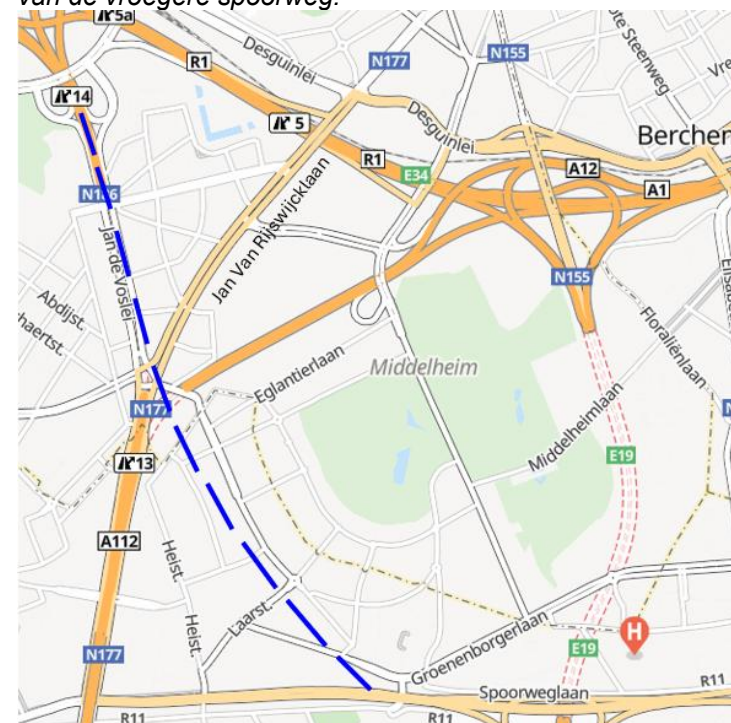 van de vroegere spoorweg.
5a
Desguinlei
N177
N155
R1
Berchem
14
5
Desguinlei
R1
E34
A12
A1
N186
Jan de Voslei
Jan Van Rijswijcklaan
N155
Abdijst.
Floraliënlaan
Eglantierlaan
Middelheim
N177
Middelheimlaan
13
E19
A112
Heist.
Heist.
Laarst.
Groenenborgerlaan
H
N177
E19
R11
Spoorweglaan
R11
R11